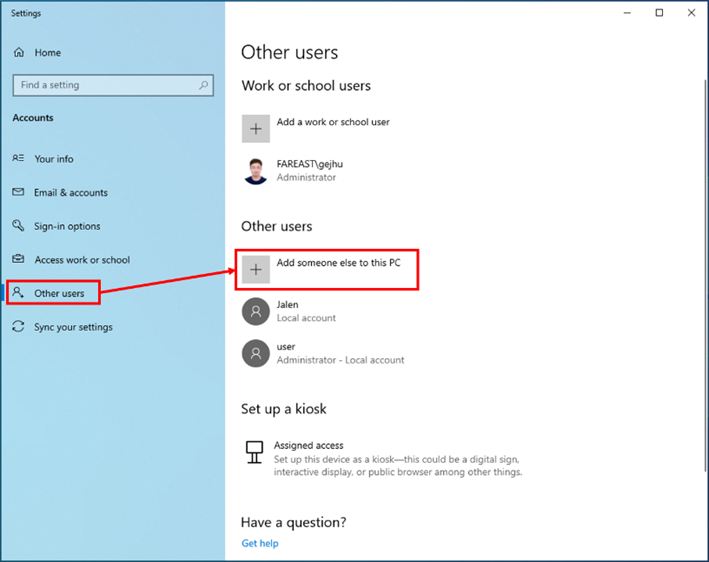 Settings
Home
Find a setting
Accounts
Your info
Email & accounts
Sign-in options
Access work or school
Other users
Sync your settings
Other users
Work or school users
Add a work or school user
FAREAST\gejhu
Administrator
Other users
Add someone else to this PC
Jalen
Local account
user
Administrator - Local account
Set up a kiosk
Assigned access
Set up this device as a kiosk—this could be a digital sign,
interactive display, or public browser among other things.
Have a question?
Get help